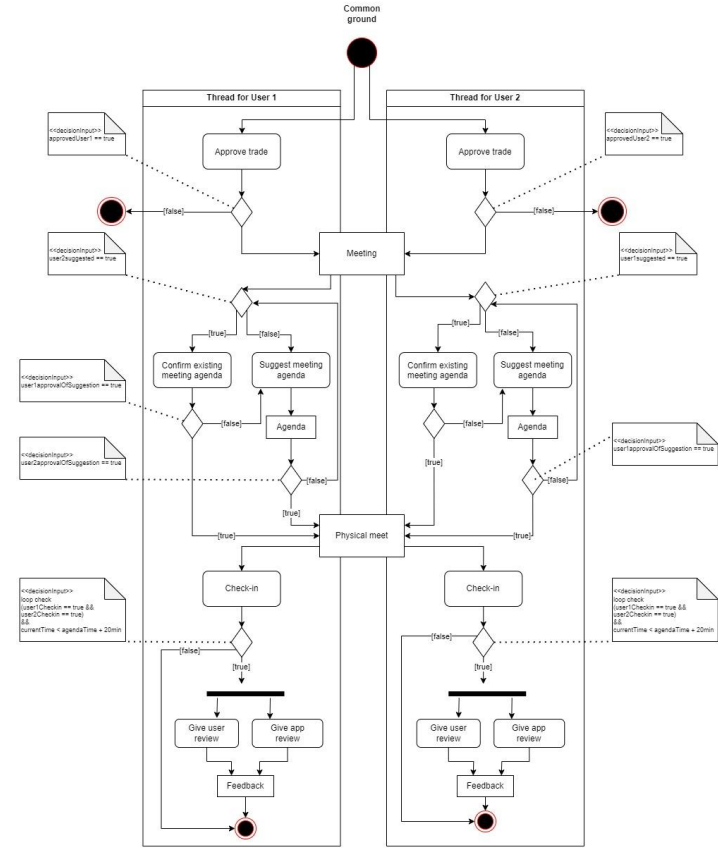 Common
ground
Thread for User 1
Thread for User 2
<<decisionInput>>
approvedUser1 == true
<<decisionInput>>
approvedUser2 == true
Approve trade
Approve trade
[false]
[false]
<<decisionInput>>
user2suggested == true
Meeting
<<decisionInput>>
user1suggested == true
[true]
[false]
[true]
[false]
Confirm existing
meeting agenda
Suggest meeting
agenda
Confirm existing
meeting agenda
Suggest meeting
agenda
<<decisionInput>>
user1approvalOfSuggestion == true
[false]
Agenda
[false]
Agenda
<<decisionInput>>
user2approvalOfSuggestion == true
<<decisionInput>>
user1approvalOfSuggestion == true
[true]
[false]
[false]
[true]
[true]
[true]
Physical meet
<<decisionInput>>
loop check
(user1Checkin == true &&
user2Checkin == true)
&&
currentTime < agendaTime + 20min
Check-in
Check-in
<<decisionInput>>
loop check
(user1Checkin == true &&
user2Checkin == true)
&&
currentTime < agendaTime + 20min
[false]
[true]
[false]
[true]
Give user
review
Give app
review
Give user
review
Give app
review
Feedback
Feedback